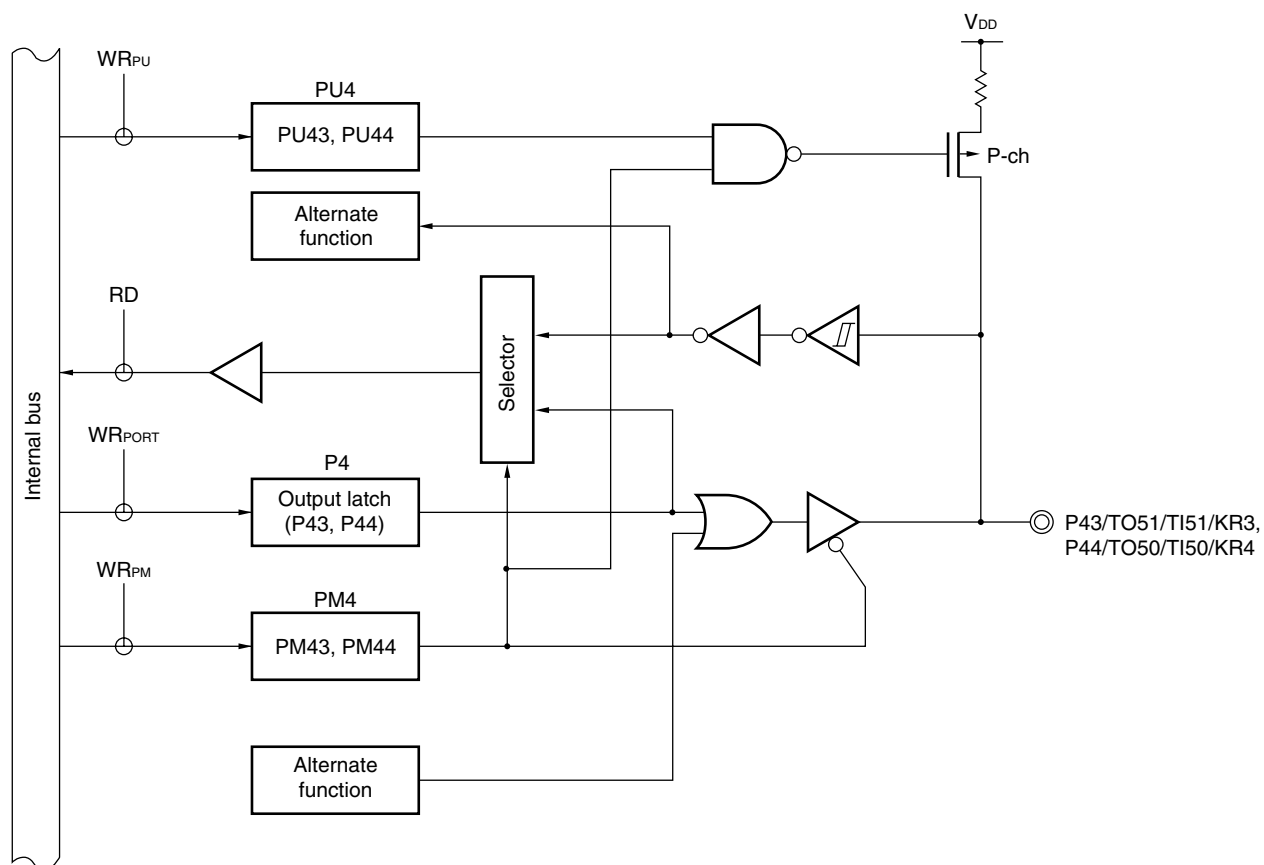 VDD
WRPU
PU4
PU43, PU44
P-ch
Alternate
function
RD
Selector
Internal bus
WRPORT
P4
Output latch
(P43, P44)
P43/TO51/TI51/KR3,
P44/TO50/TI50/KR4
WRPM
PM4
PM43, PM44
Alternate
function